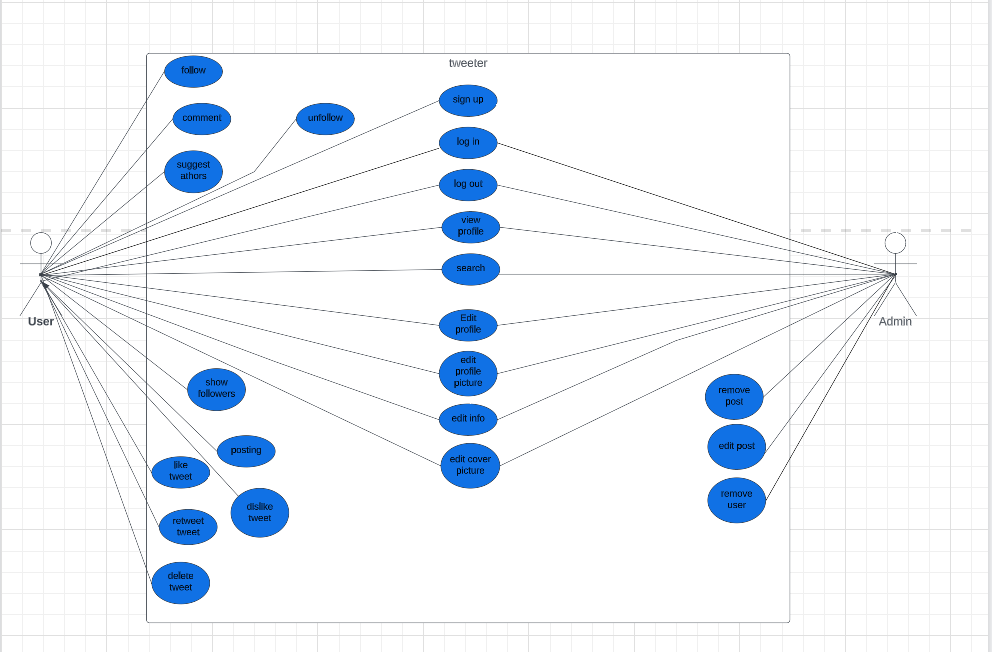 tweeter
follow
sign up
comment
unfollow
log in
suggest
athors
log out
view
profile
search
User
Admin
Edit
profile
edit
profile
picture
show
followers
remove
post
edit info
posting
edit post
like
tweet
edit cover
picture
dislike
tweet
remove
user
retweet
tweet
delete
tweet